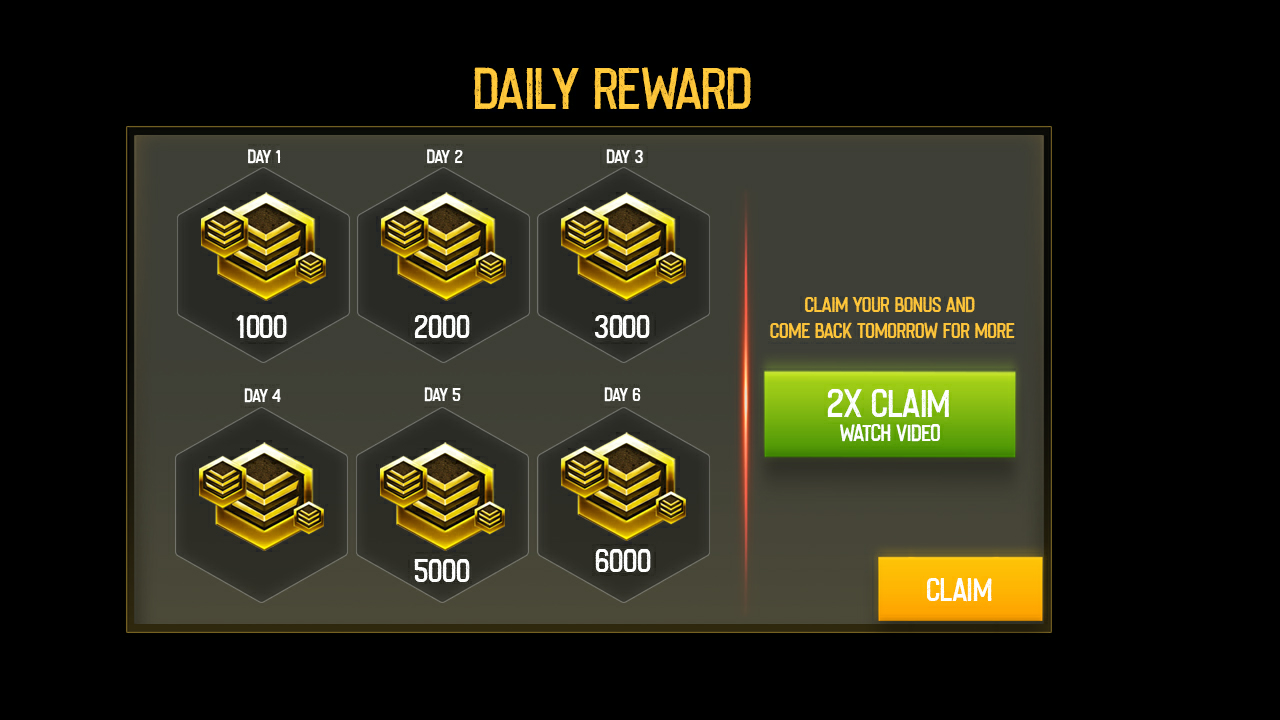 DAILY REWARD
DAY 1
DAY 2
DAY 3
1000
2000
3000
DAY 4
DAY 5
DAY 6
5000
6000
CLAIM YOUR BONUS AND
COME BACK TOMORROW FOR MORE
2X CLAIM
WATCH VIDEO
CLAIM